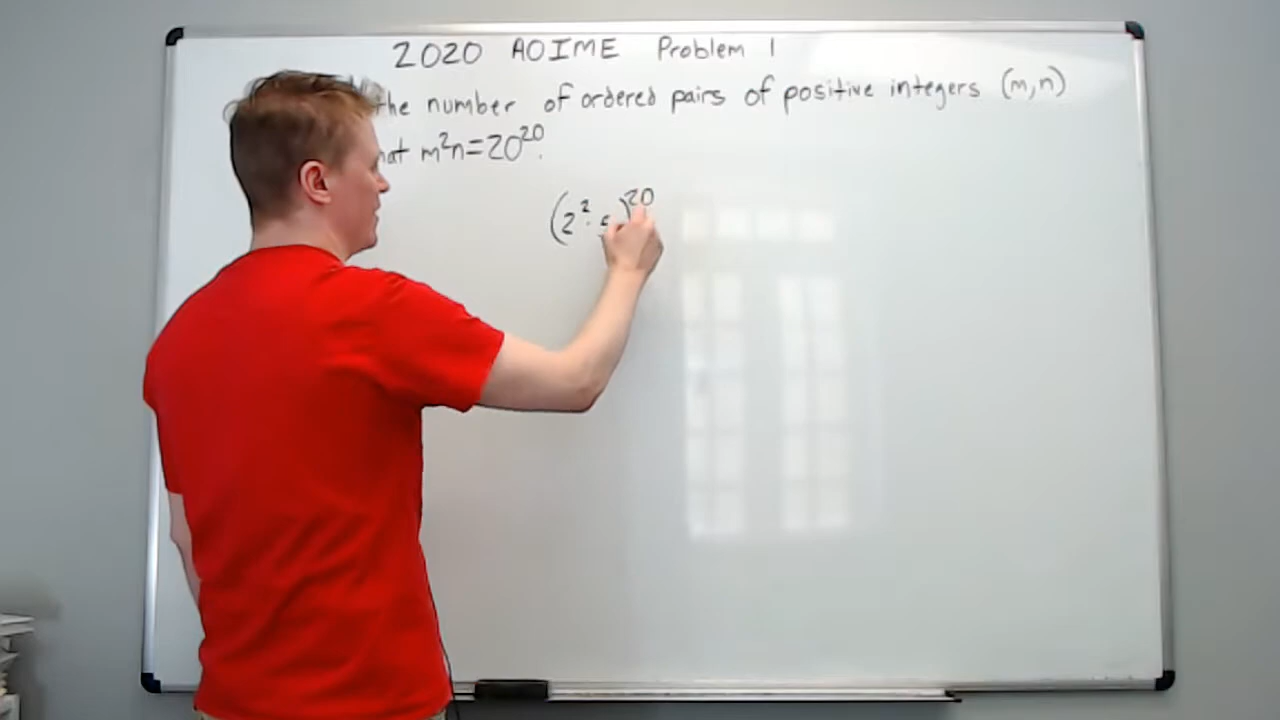 2020 AOIME Problem 1
the number of ordered pairs of positive integers (m,n)
m²n=20²⁰.
(2²·5)²⁰